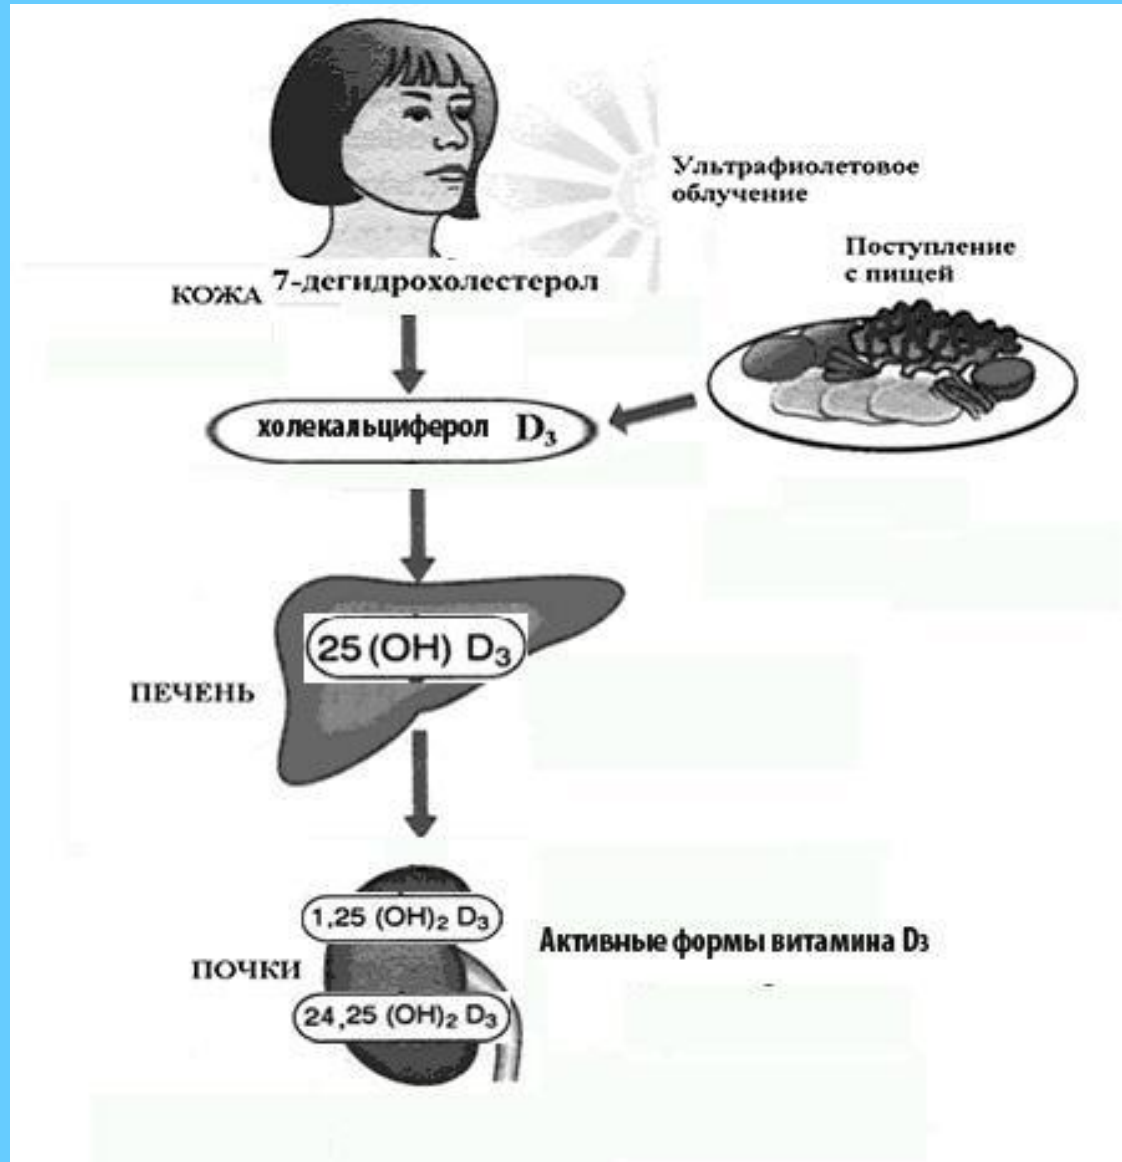 Ультрафиолетовое
облучение
Поступление
с пищей
7-дегидрохолестерол
КОЖА
холекальциферол D₃
25 (OH) D₃
ПЕЧЕНЬ
1,25 (OH)₂ D₃
Активные формы витамина D₃
ПОЧКИ
24,25 (OH)₂ D₃